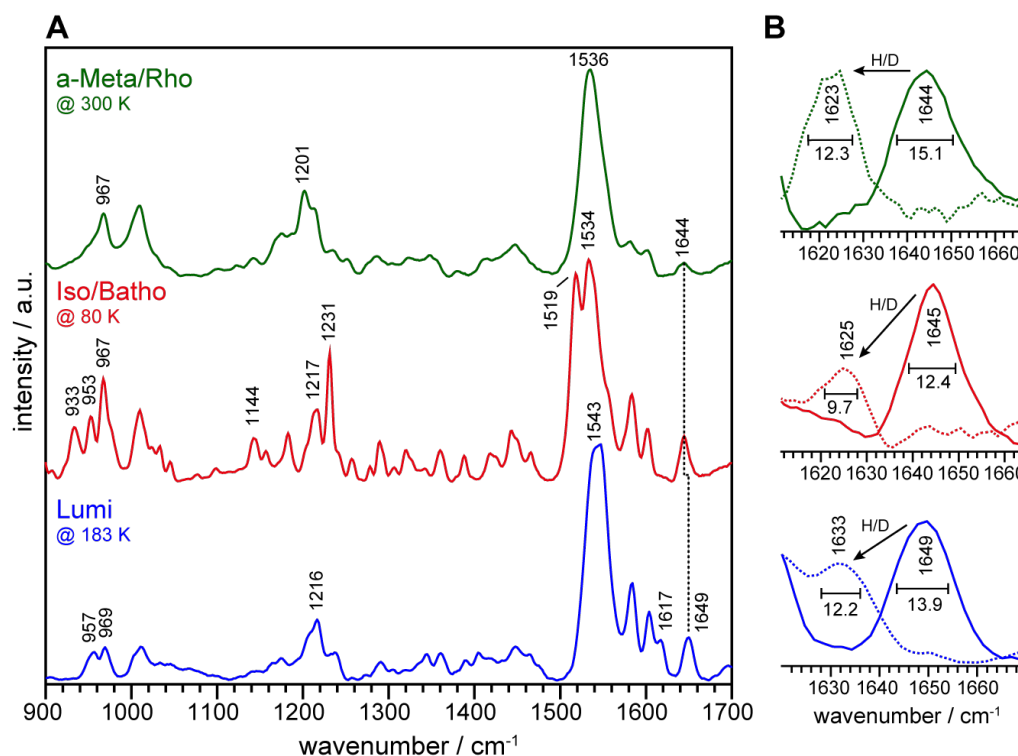 A
B
a-Meta/Rho
@ 300 K
967
1201
1536
1644
Iso/Batho
@ 80 K
933
953
967
1144
1217
1231
1519
1534
Lumi
@ 183 K
957
969
1216
1543
1617
1649
intensity / a.u.
900 1000 1100 1200 1300 1400 1500 1600 1700
wavenumber / cm⁻¹
H/D
1623
1644
12.3
15.1
1620 1630 1640 1650 1660
H/D
1625
1645
9.7
12.4
1620 1630 1640 1650 1660
H/D
1633
1649
12.2
13.9
1630 1640 1650 1660
wavenumber / cm⁻¹